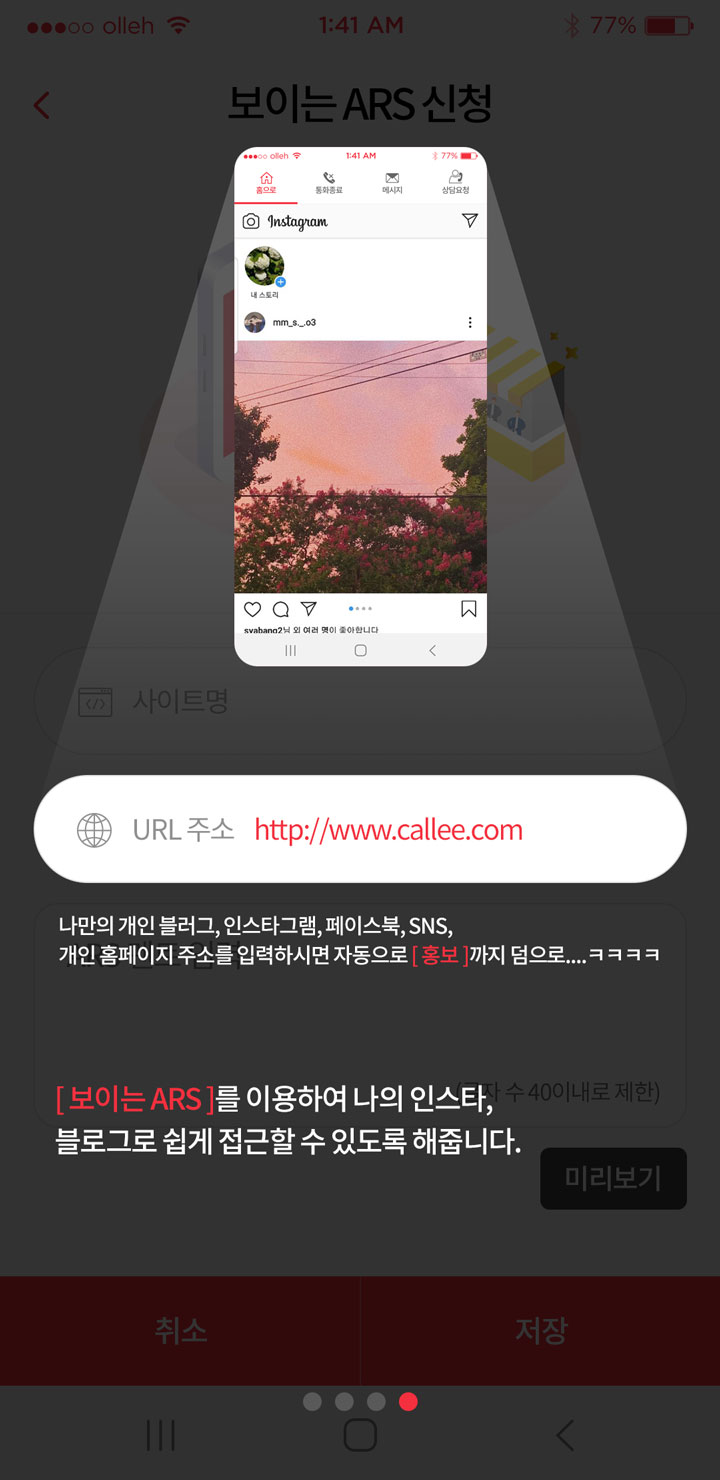 olleh 1:41 AM 77%
보이는 ARS 신청
olleh 1:41 AM 77%
홈으로 통화종료 메시지 상담요청
Instagram
내 스토리
mm_s._.o3
syabang2님 외 여러 명이 좋아합니다
사이트명
URL 주소 http://www.callee.com
나만의 개인 블러그, 인스타그램, 페이스북, SNS,
개인 홈페이지 주소를 입력하시면 자동으로 [ 홍보 ]까지 덤으로....ㅋㅋㅋㅋ
(글자 수 40이내로 제한)
[ 보이는 ARS ]를 이용하여 나의 인스타,
블로그로 쉽게 접근할 수 있도록 해줍니다.
미리보기
취소 저장